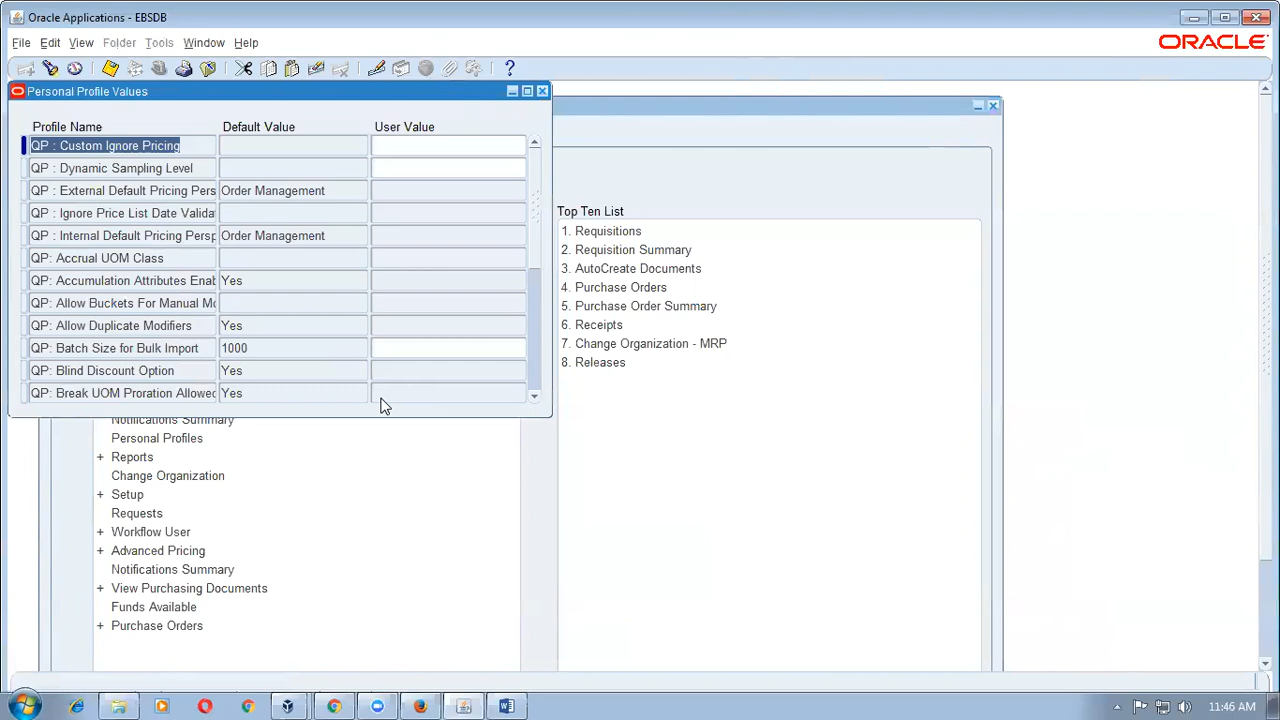 Oracle Applications - EBSDB
File Edit View Folder Tools Window Help
ORACLE
Personal Profile Values
Profile Name Default Value User Value
QP : Custom Ignore Pricing
QP : Dynamic Sampling Level
QP : External Default Pricing Pers Order Management
QP : Ignore Price List Date Valida
QP : Internal Default Pricing Persp Order Management
QP: Accrual UOM Class
QP: Accumulation Attributes Enab Yes
QP: Allow Buckets For Manual Mo
QP: Allow Duplicate Modifiers Yes
QP: Batch Size for Bulk Import 1000
QP: Blind Discount Option Yes
QP: Break UOM Proration Allowed Yes
Top Ten List
1. Requisitions
2. Requisition Summary
3. AutoCreate Documents
4. Purchase Orders
5. Purchase Order Summary
6. Receipts
7. Change Organization - MRP
8. Releases
Notifications Summary
Personal Profiles
+ Reports
Change Organization
+ Setup
Requests
+ Workflow User
+ Advanced Pricing
Notifications Summary
+ View Purchasing Documents
Funds Available
+ Purchase Orders
11:46 AM